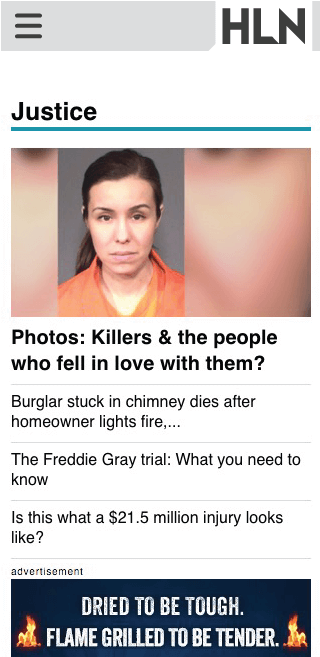 HLN
Justice
Photos: Killers & the people
who fell in love with them?
Burglar stuck in chimney dies after
homeowner lights fire,...
The Freddie Gray trial: What you need to
know
Is this what a $21.5 million injury looks
like?
advertisement
DRIED TO BE TOUGH.
FLAME GRILLED TO BE TENDER.